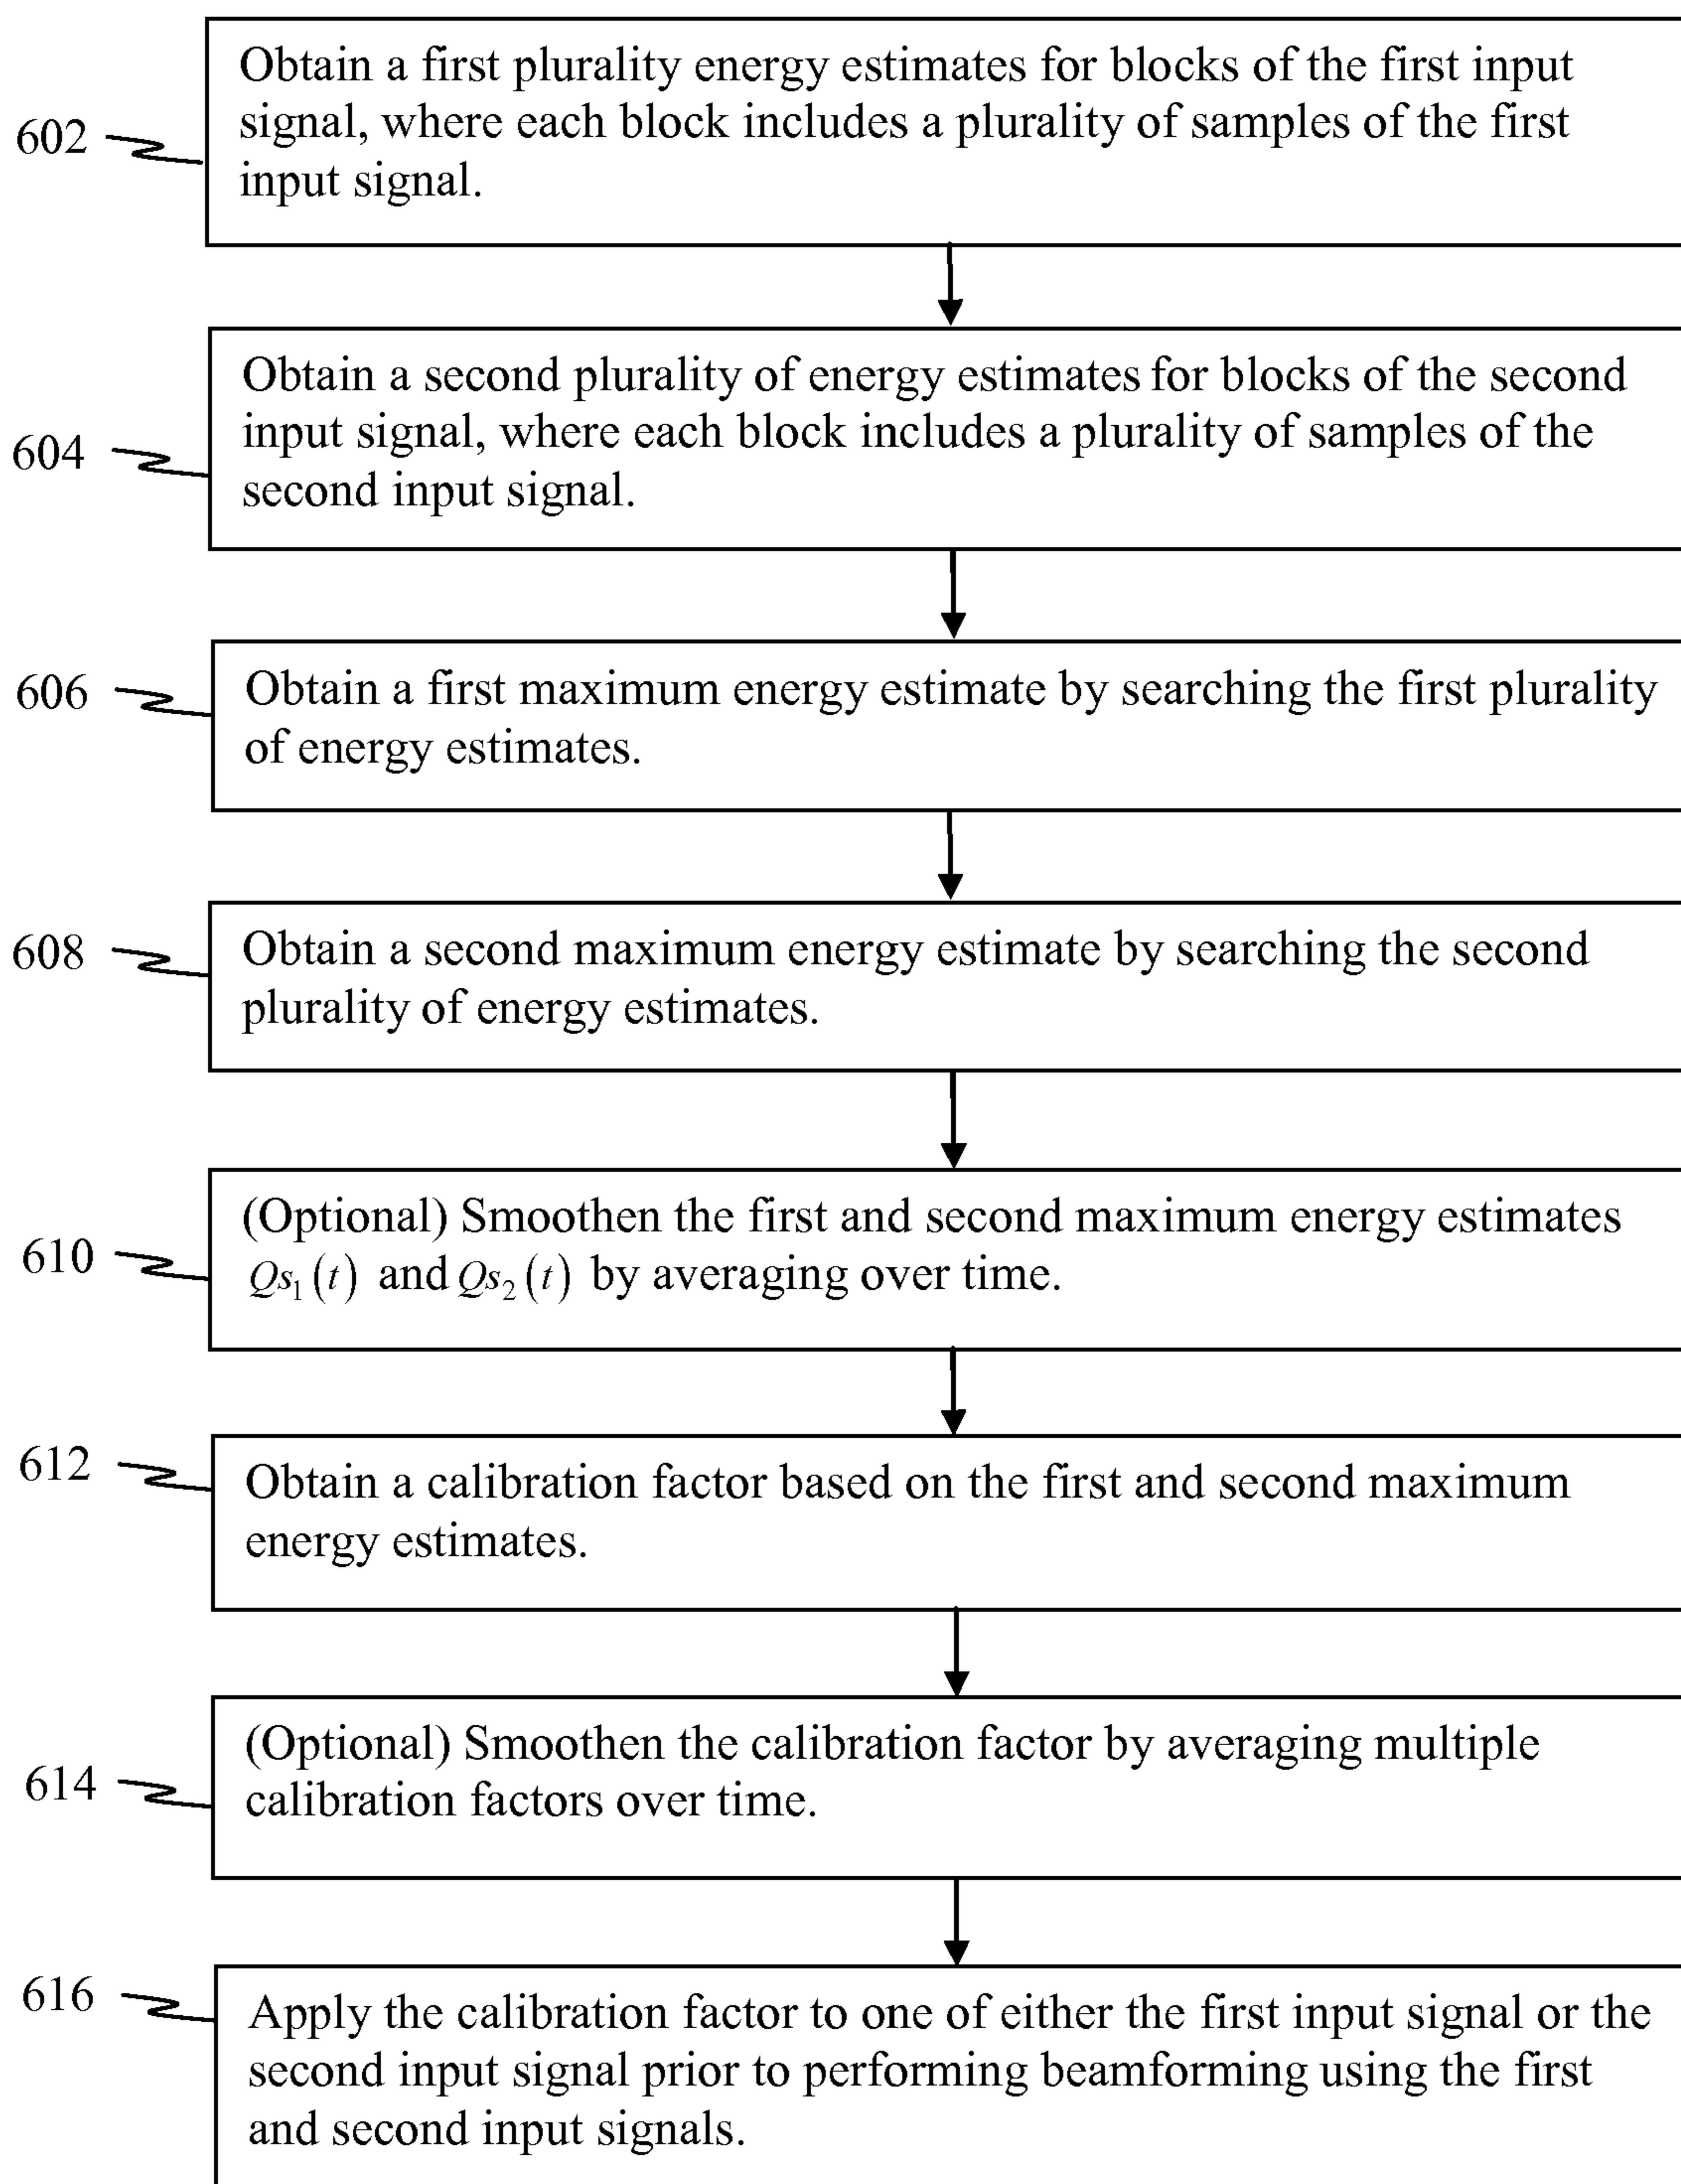 Obtain a first plurality energy estimates for blocks of the first input
signal, where each block includes a plurality of samples of the first
input signal.
602
Obtain a second plurality of energy estimates for blocks of the second
input signal, where each block includes a plurality of samples of the
second input signal.
604
Obtain a first maximum energy estimate by searching the first plurality
of energy estimates.
606
Obtain a second maximum energy estimate by searching the second
plurality of energy estimates.
608
(Optional) Smoothen the first and second maximum energy estimates
Qs₁(t) and Qs₂(t) by averaging over time.
610
Obtain a calibration factor based on the first and second maximum
energy estimates.
612
(Optional) Smoothen the calibration factor by averaging multiple
calibration factors over time.
614
Apply the calibration factor to one of either the first input signal or the
second input signal prior to performing beamforming using the first
and second input signals.
616